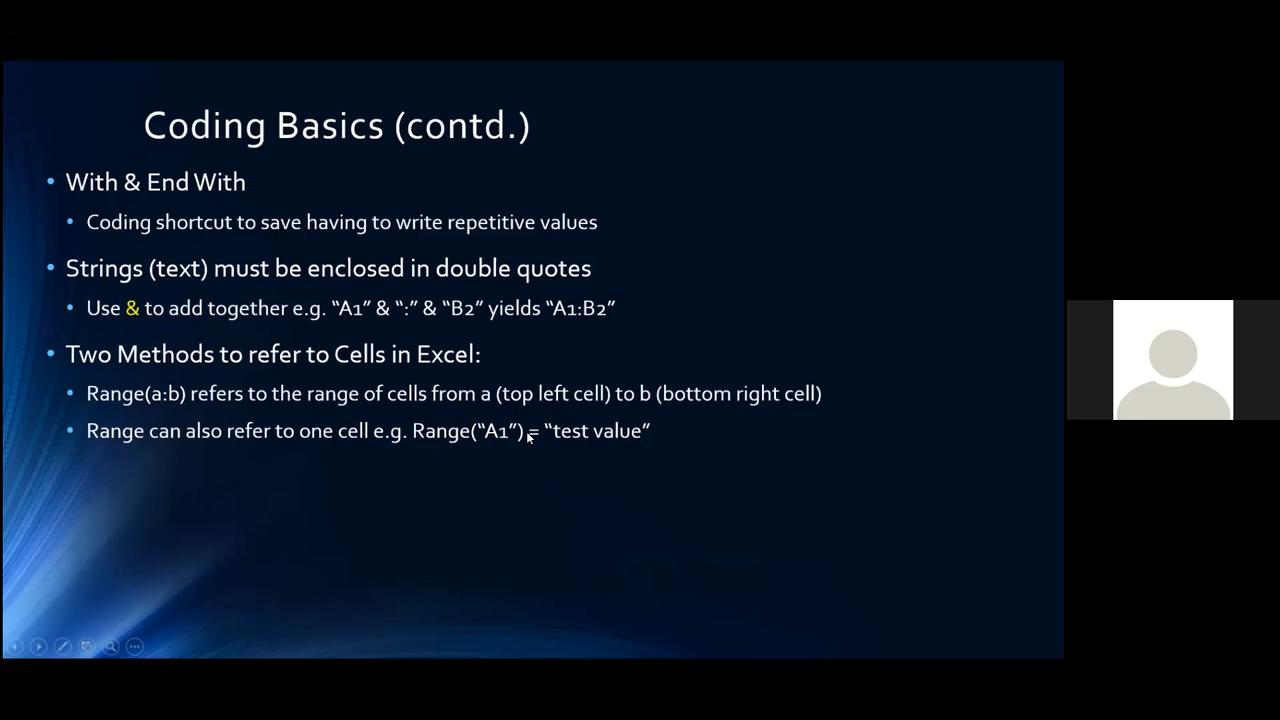 Coding Basics (contd.)
• With & End With
• Coding shortcut to save having to write repetitive values
• Strings (text) must be enclosed in double quotes
• Use & to add together e.g. “A1” & “:” & “B2” yields “A1:B2”
• Two Methods to refer to Cells in Excel:
• Range(a:b) refers to the range of cells from a (top left cell) to b (bottom right cell)
• Range can also refer to one cell e.g. Range(“A1”) = “test value”